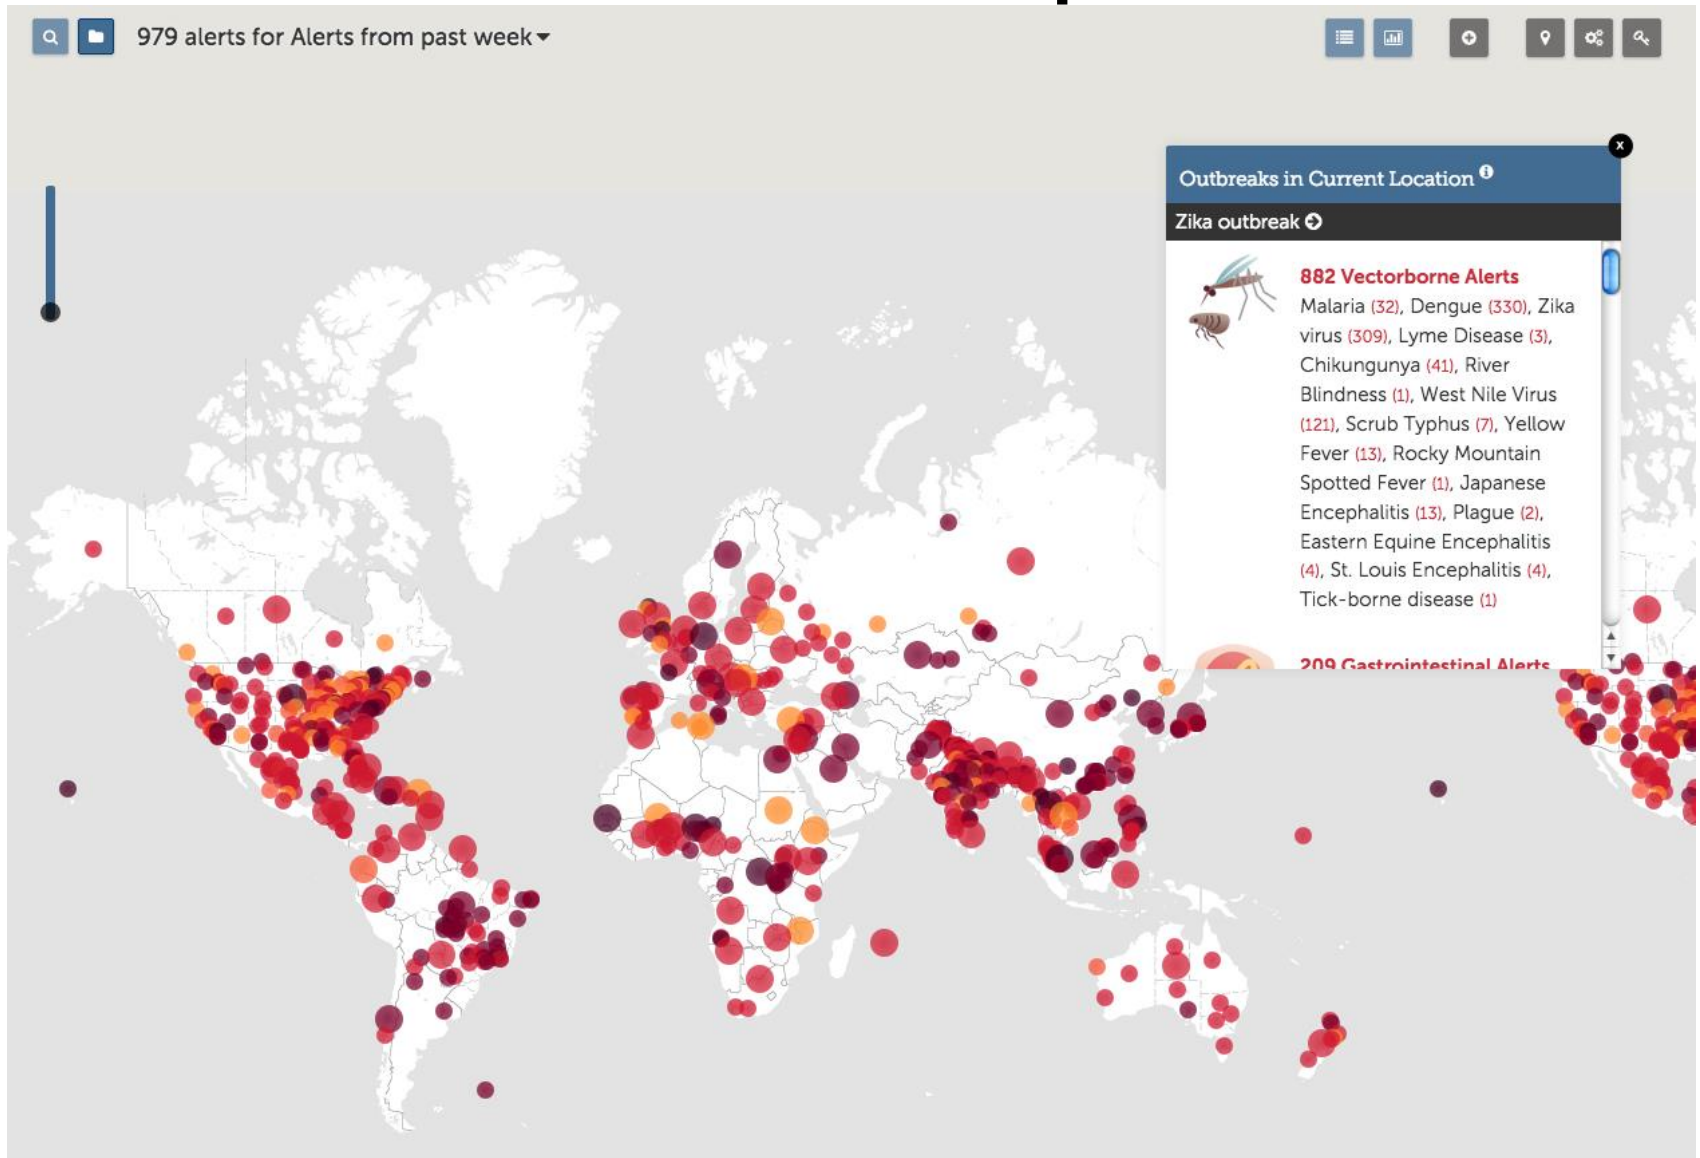 979 alerts for Alerts from past week
Outbreaks in Current Location
Zika outbreak
882 Vectorborne Alerts
Malaria (32), Dengue (330), Zika
virus (309), Lyme Disease (3),
Chikungunya (41), River
Blindness (1), West Nile Virus
(121), Scrub Typhus (7), Yellow
Fever (13), Rocky Mountain
Spotted Fever (1), Japanese
Encephalitis (13), Plague (2),
Eastern Equine Encephalitis
(4), St. Louis Encephalitis (4),
Tick-borne disease (1)
209 Gastrointestinal Alerts